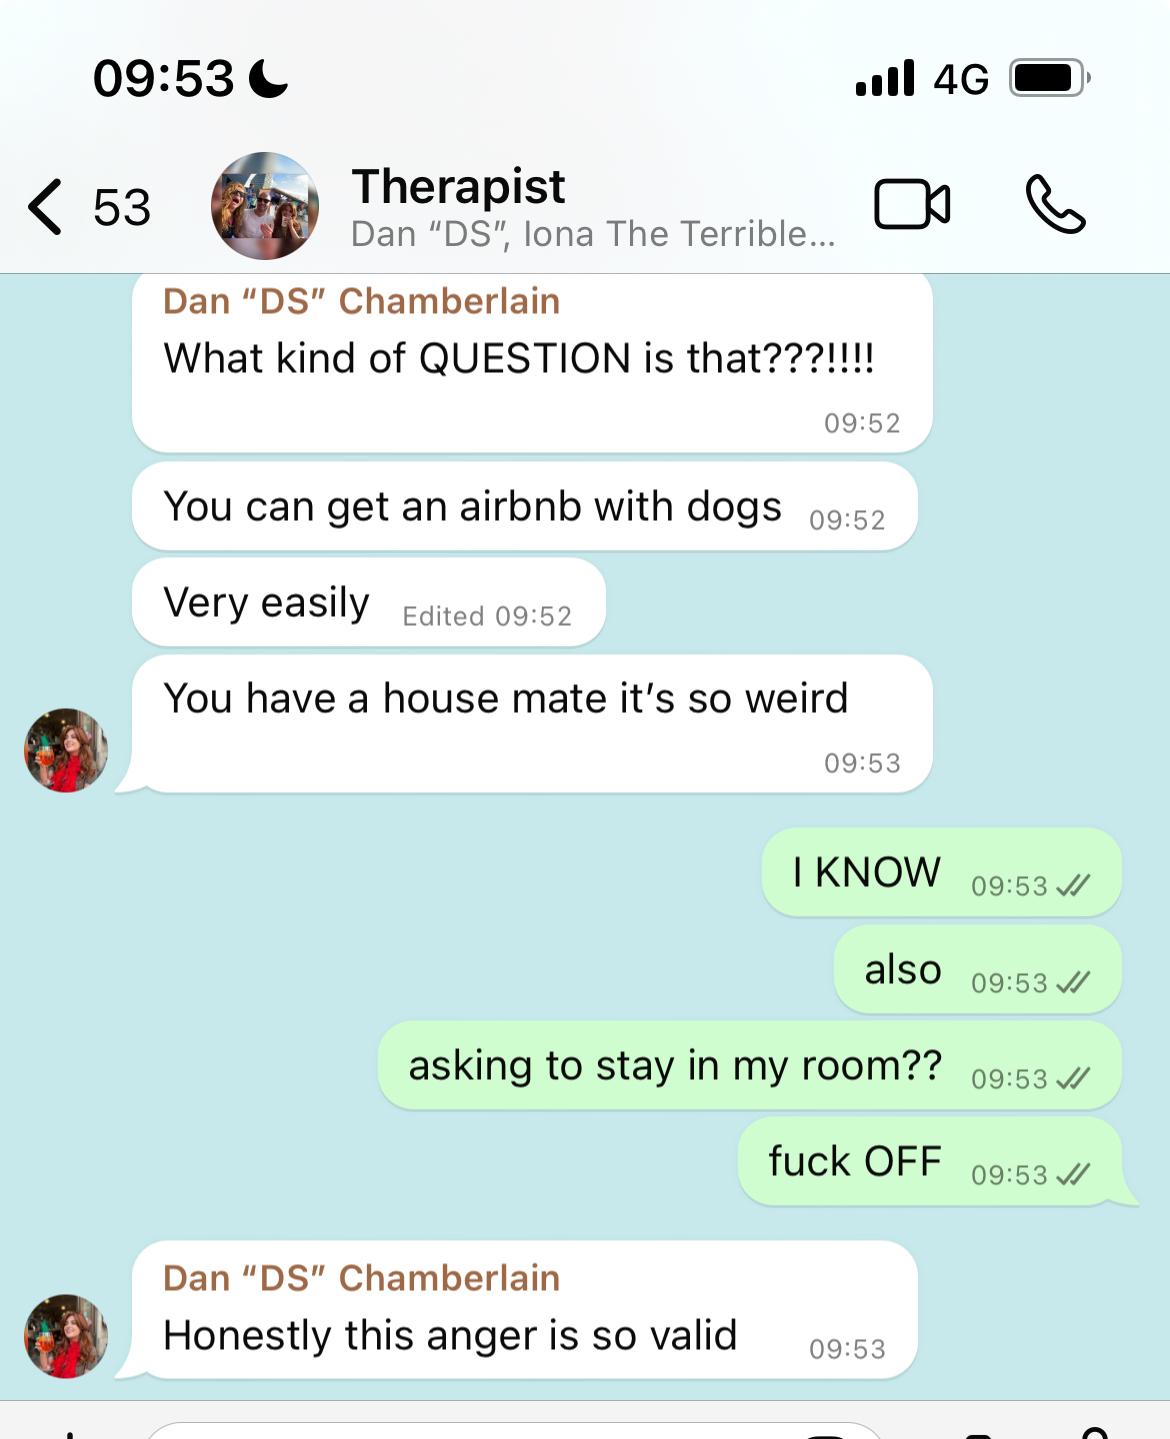 09:53 4G
53
Therapist
Dan “DS”, Iona The Terrible...
Dan “DS” Chamberlain
What kind of QUESTION is that???!!!!
09:52
You can get an airbnb with dogs 09:52
Very easily Edited 09:52
You have a house mate it’s so weird
09:53
I KNOW 09:53
also 09:53
asking to stay in my room?? 09:53
fuck OFF 09:53
Dan “DS” Chamberlain
Honestly this anger is so valid 09:53